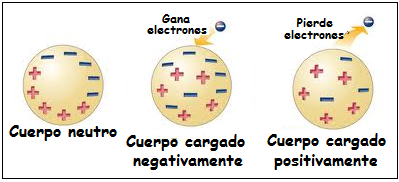 Gana
electrones
Pierde
electrones
Cuerpo neutro
Cuerpo cargado
negativamente
Cuerpo cargado
positivamente